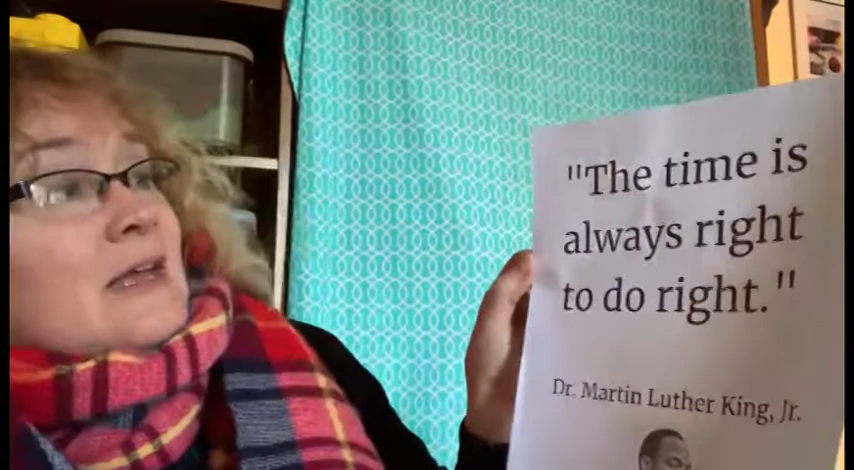 "The time is
always right
to do right."
Dr. Martin Luther King, Jr.